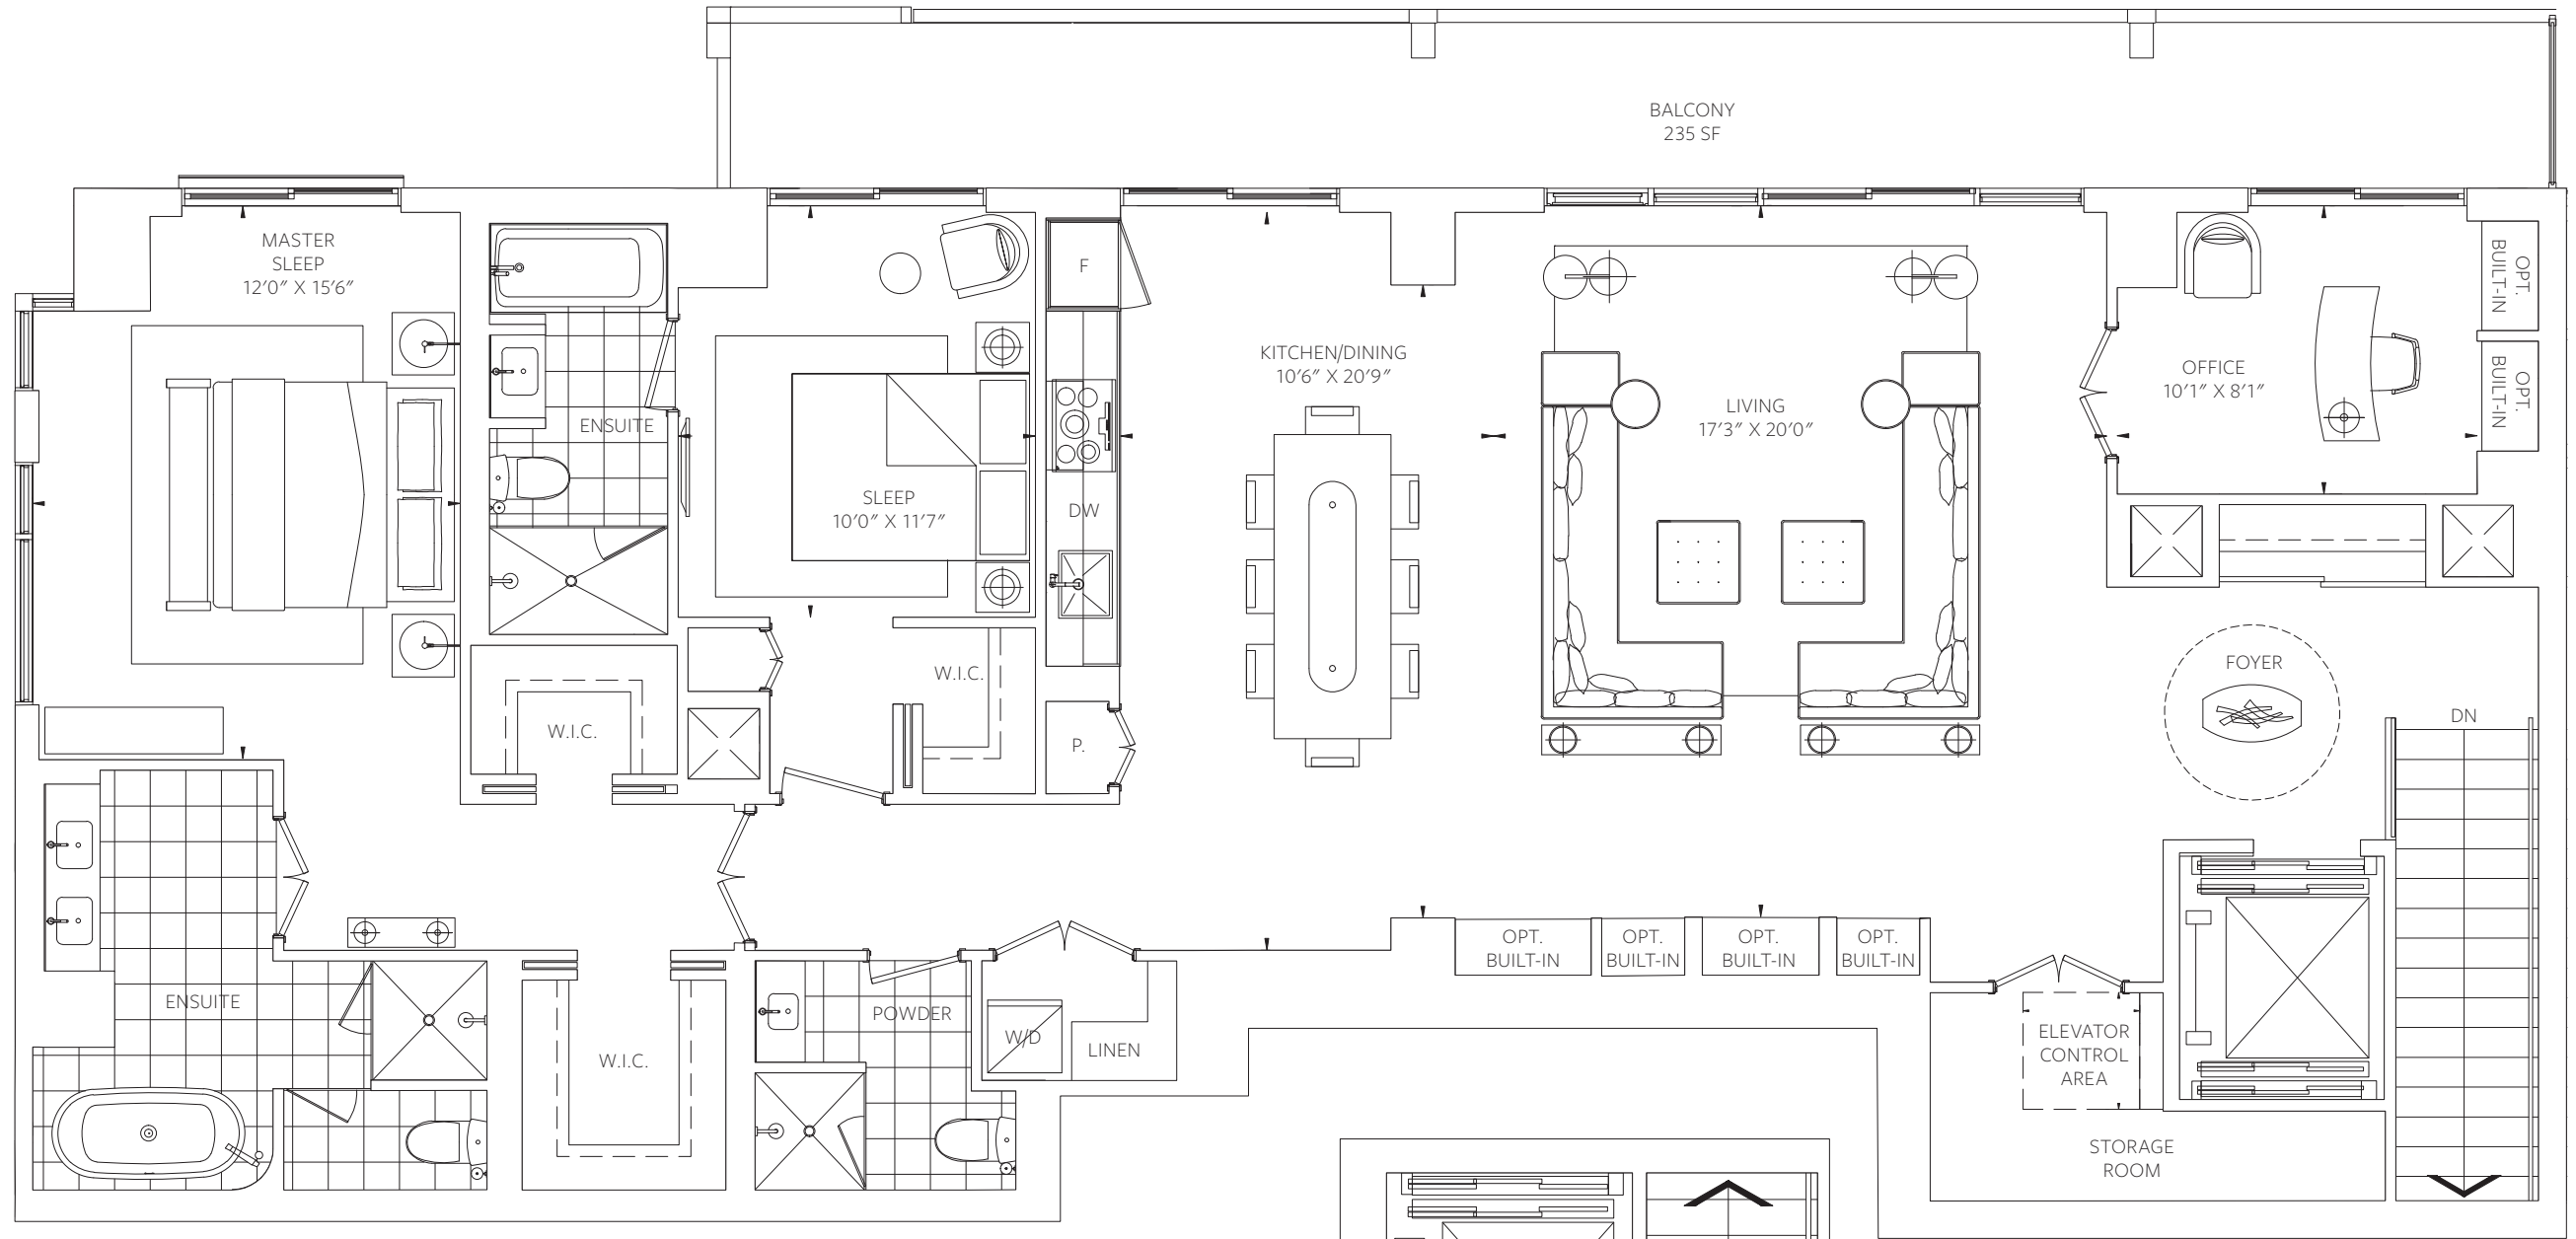 BALCONY
235 SF
MASTER
SLEEP
12'0" X 15'6"
F
OPT.
BUILT-IN
KITCHEN/DINING
10'6" X 20'9"
OFFICE
10'1" X 8'1"
OPT.
BUILT-IN
LIVING
17'3" X 20'0"
ENSUITE
SLEEP
10'0" X 11'7"
DW
W.I.C.
FOYER
W.I.C.
P.
DN
OPT.
BUILT-IN
OPT.
BUILT-IN
OPT.
BUILT-IN
OPT.
BUILT-IN
ENSUITE
POWDER
W/D
LINEN
W.I.C.
ELEVATOR
CONTROL
AREA
STORAGE
ROOM